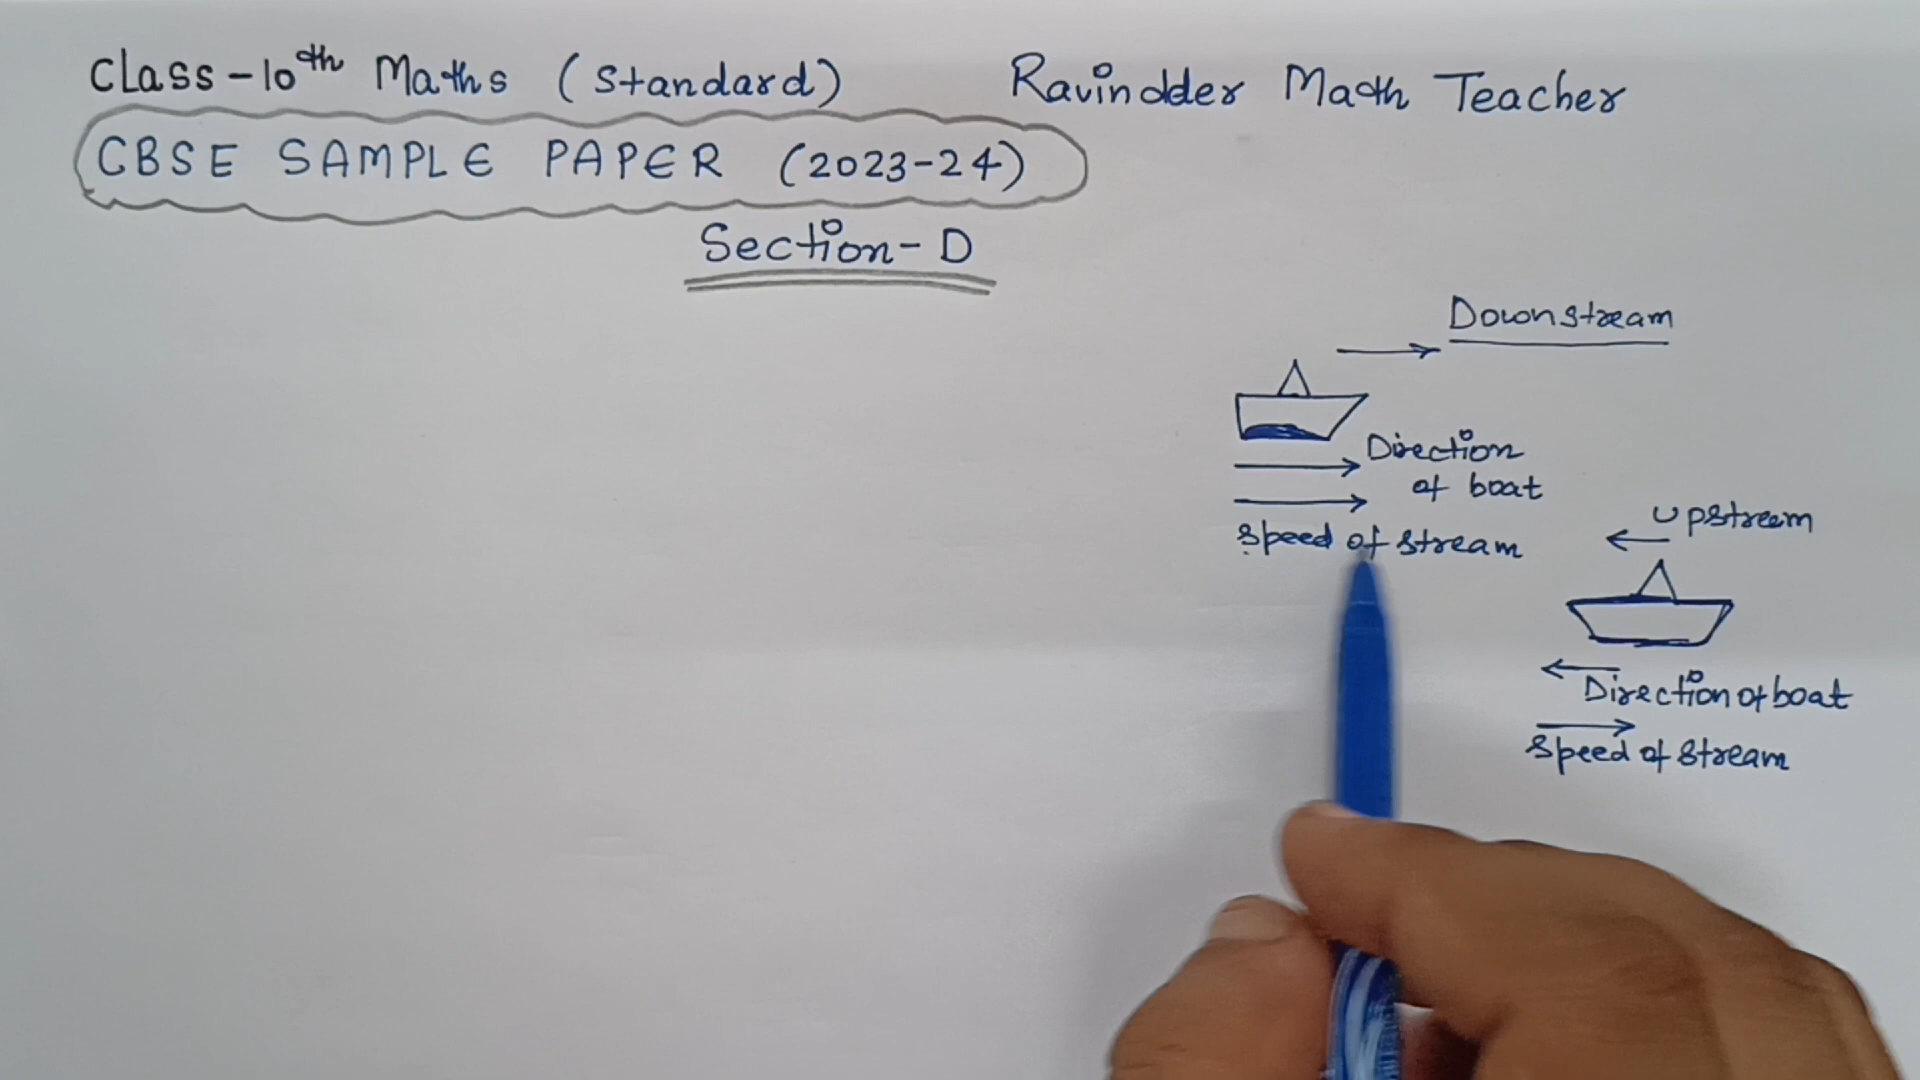 Class-10th Maths (Standard)
Ravindder Math Teacher
CBSE SAMPLE PAPER (2023-24)
Section-D
Downstream
Direction
of boat
Speed of stream
Upstream
Direction of boat
Speed of stream